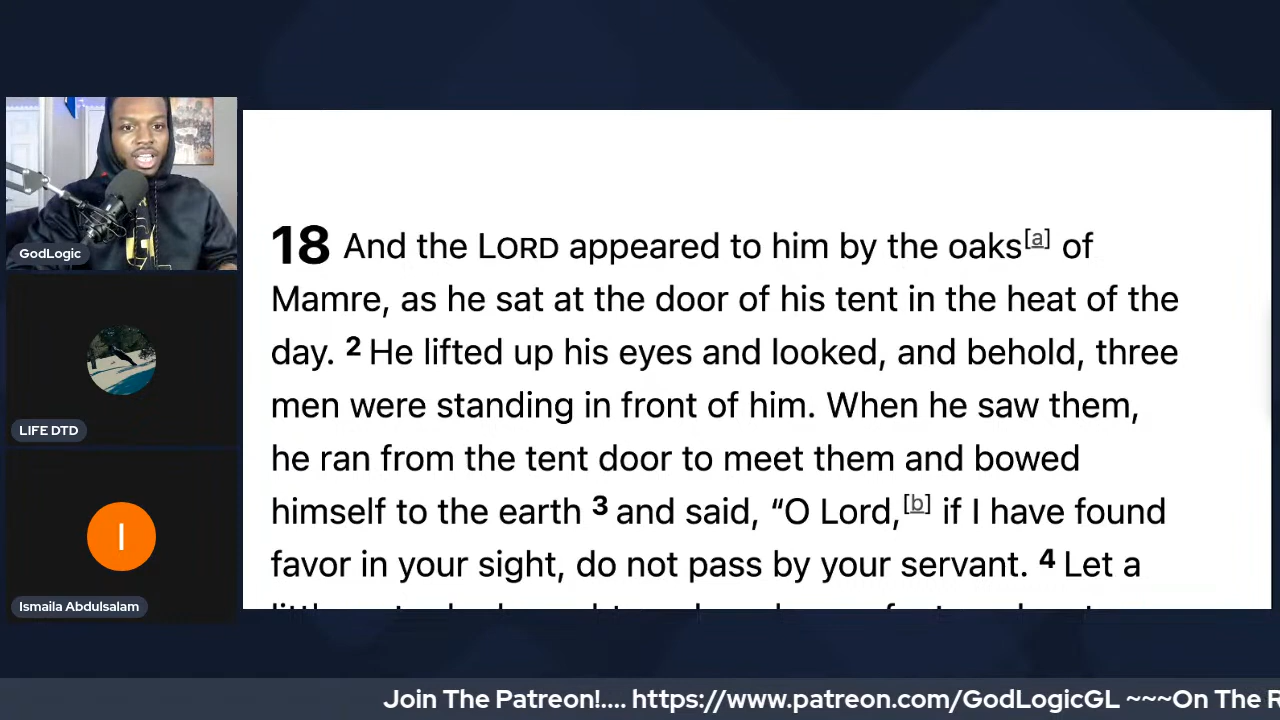 GodLogic
LIFE DTD
I
Ismaila Abdulsalam
18 And the LORD appeared to him by the oaks[a] of
Mamre, as he sat at the door of his tent in the heat of the
day. 2 He lifted up his eyes and looked, and behold, three
men were standing in front of him. When he saw them,
he ran from the tent door to meet them and bowed
himself to the earth 3 and said, “O Lord,[b] if I have found
favor in your sight, do not pass by your servant. 4 Let a
Join The Patreon!.... https://www.patreon.com/GodLogicGL ~~~On The